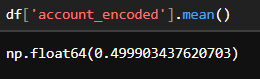 df['account_encoded'].mean()
np.float64(0.499903437620703)